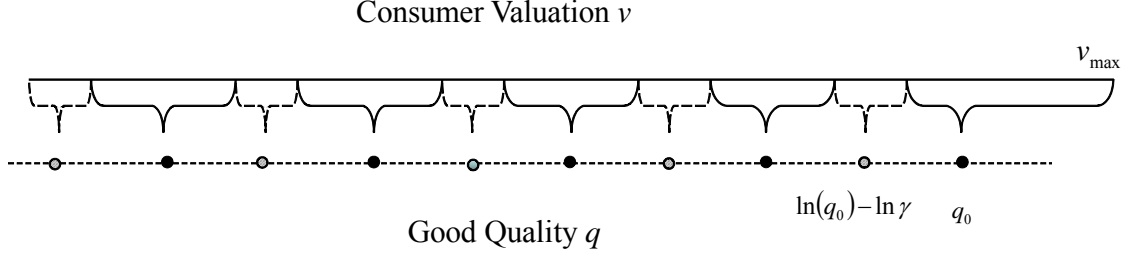 Consumer Valuation v
v_max
ln(q_0) − ln γ
q_0
Good Quality q